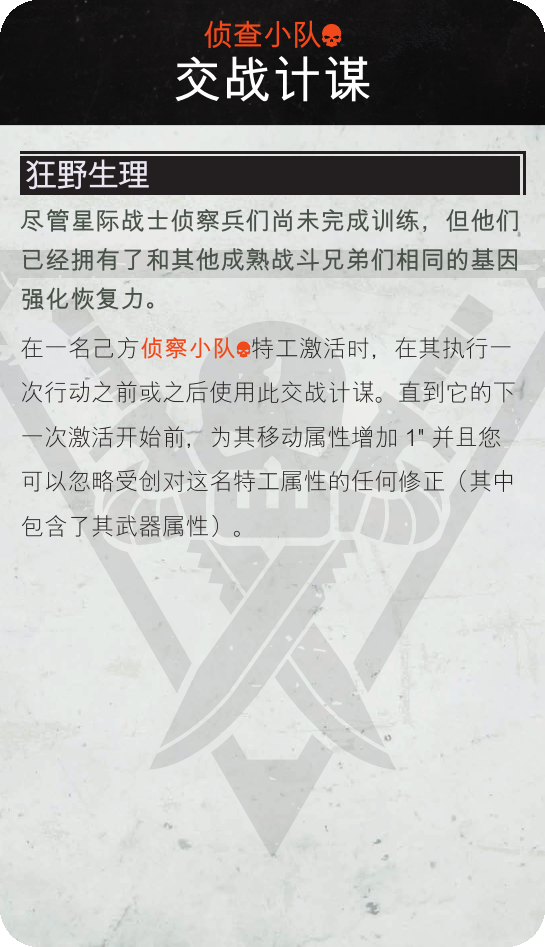 侦查小队
交战计谋
狂野生理
尽管星际战士侦察兵们尚未完成训练，但他们
已经拥有了和其他成熟战斗兄弟们相同的基因
强化恢复力。
在一名己方侦察小队特工激活时，在其执行一
次行动之前或之后使用此交战计谋。直到它的下
一次激活开始前，为其移动属性增加 1" 并且您
可以忽略受创对这名特工属性的任何修正（其中
包含了其武器属性）。